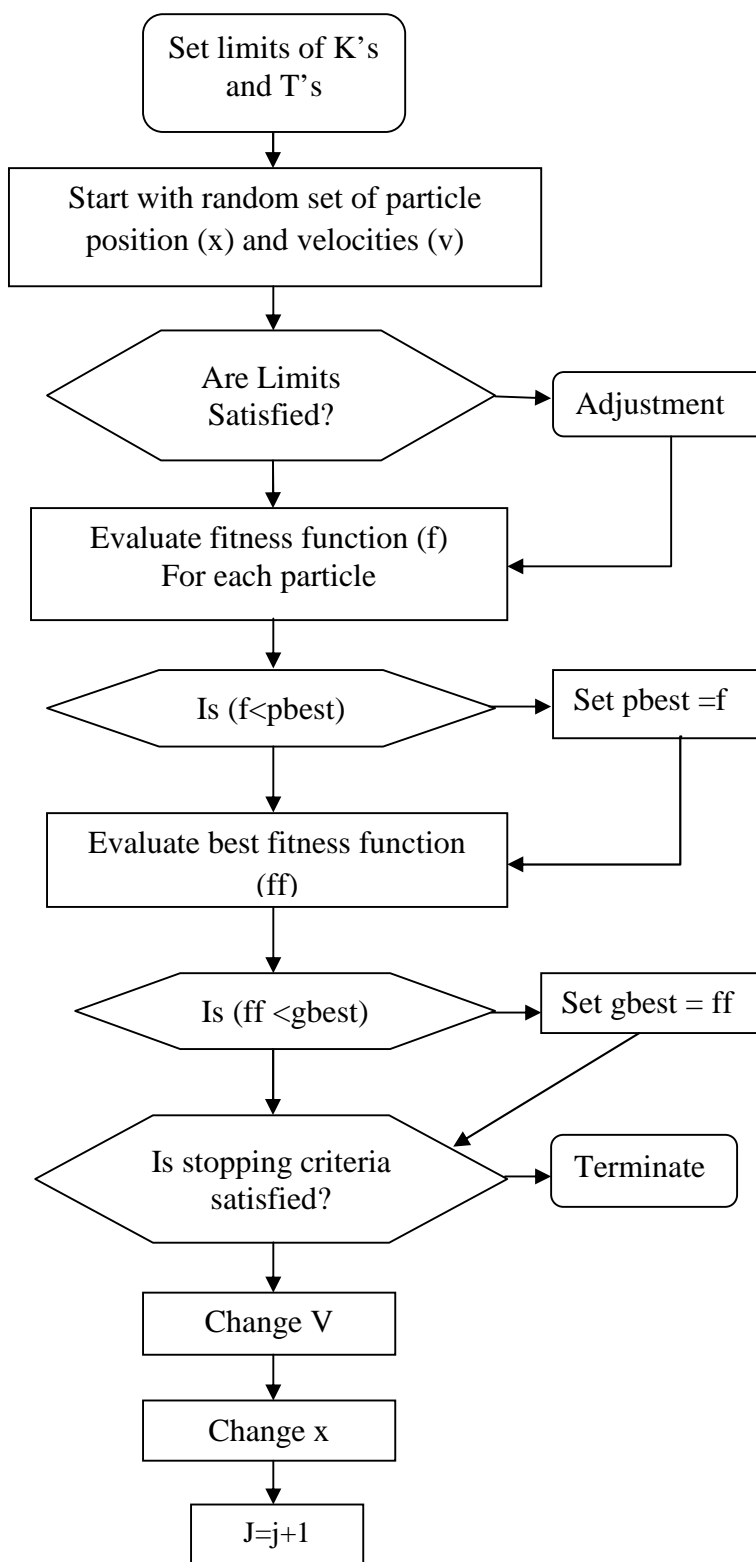 Set limits of K’s
and T’s
Start with random set of particle
position (x) and velocities (v)
Are Limits
Satisfied?
Adjustment
Evaluate fitness function (f)
For each particle
Is (f<pbest)
Set pbest =f
Evaluate best fitness function
(ff)
Is (ff <gbest)
Set gbest = ff
Is stopping criteria
satisfied?
Terminate
Change V
Change x
J=j+1